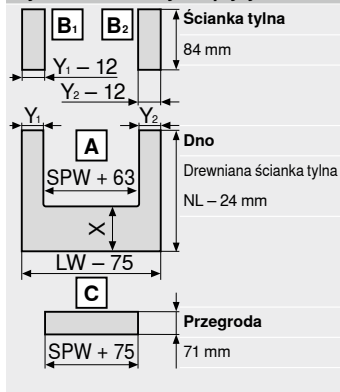 B₁ B₂ Ścianka tylna
84 mm
Y₁ – 12
Y₂ – 12
Y₁ Y₂
A Dno
Drewniana ścianka tylna
SPW + 63
NL – 24 mm
X
LW – 75
C Przegroda
SPW + 75 71 mm